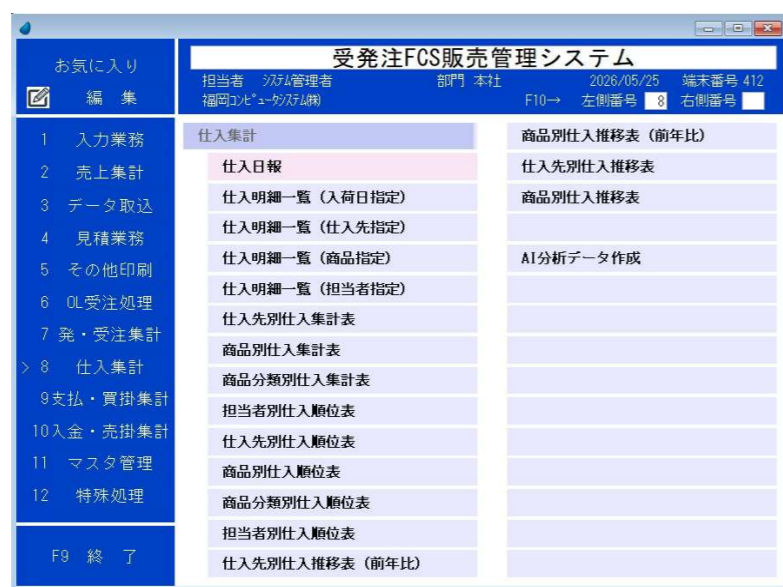 受発注FCS販売管理システム
お気に入り
編集
担当者 ｼｽﾃﾑ管理者 部門 本社 2026/05/25 端末番号 412
福岡ｺﾝﾋﾟｭｰﾀｼｽﾃﾑ㈱ F10→ 左側番号 8 右側番号
1 入力業務
2 売上集計
3 データ取込
4 見積業務
5 その他印刷
6 OL受注処理
7 発・受注集計
> 8 仕入集計
9支払・買掛集計
10入金・売掛集計
11 マスタ管理
12 特殊処理
F9 終 了
仕入集計
仕入日報
仕入明細一覧（入荷日指定）
仕入明細一覧（仕入先指定）
仕入明細一覧（商品指定）
仕入明細一覧（担当者指定）
仕入先別仕入集計表
商品別仕入集計表
商品分類別仕入集計表
担当者別仕入順位表
仕入先別仕入順位表
商品別仕入順位表
商品分類別仕入順位表
担当者別仕入順位表
仕入先別仕入推移表（前年比）
商品別仕入推移表（前年比）
仕入先別仕入推移表
商品別仕入推移表
AI分析データ作成